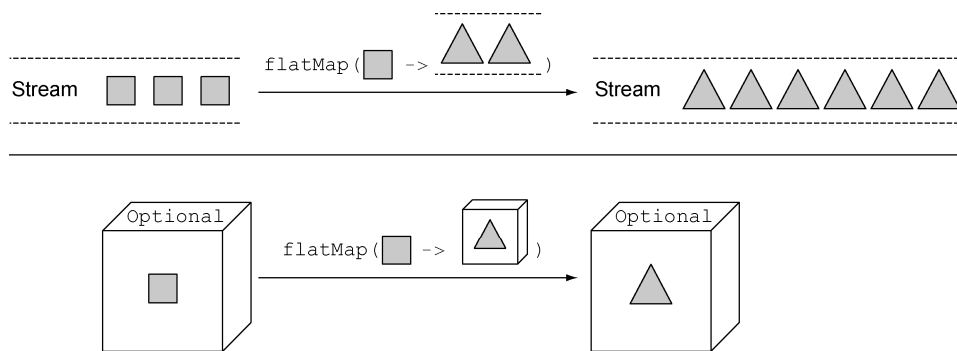 flatMap( -> )
Stream
Stream
Optional
Optional
flatMap( -> )